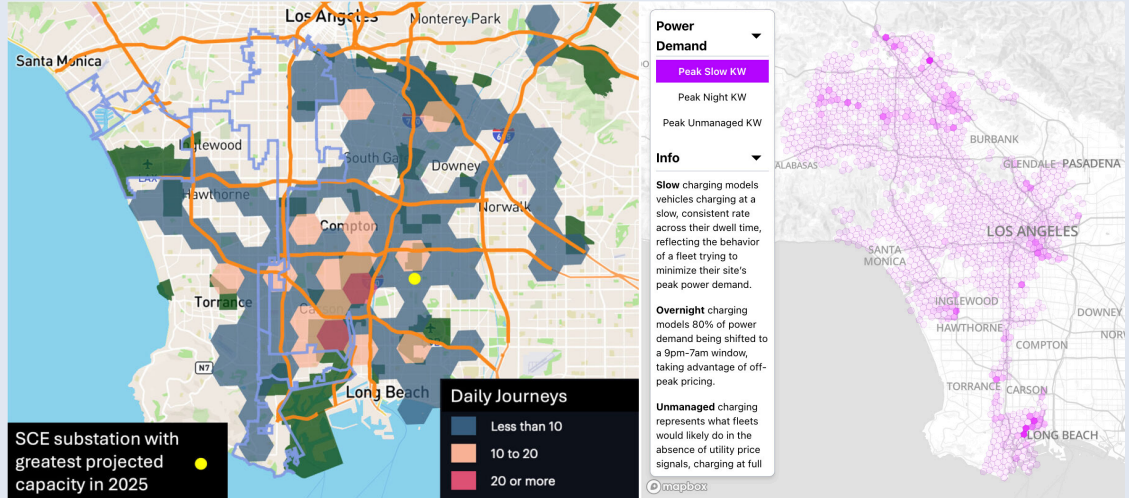 Los Angeles
Monterey Park
Santa Monica
Inglewood
South Gate
Downey
LAX
Hawthorne
Norwalk
Compton
Torrance
Carson
N7
Long Beach
Daily Journeys
Less than 10
10 to 20
20 or more
SCE substation with
greatest projected
capacity in 2025
Power
Demand
Peak Slow KW
Peak Night KW
Peak Unmanaged KW
Info
Slow charging models
vehicles charging at a
slow, consistent rate
across their dwell time,
reflecting the behavior
of a fleet trying to
minimize their site's
peak power demand.
Overnight charging
models 80% of power
demand being shifted to
a 9pm-7am window,
taking advantage of off-
peak pricing.
Unmanaged charging
represents what fleets
would likely do in the
absence of utility price
signals, charging at full
mapbox
BURBANK
ALABASAS
GLENDALE
PASADENA
LOS ANGELES
SANTA
MONICA
INGLEWOOD
DOWNEY
HAWTHORNE
NORW
COMPTON
TORRANCE
CARSON
LONG BEACH